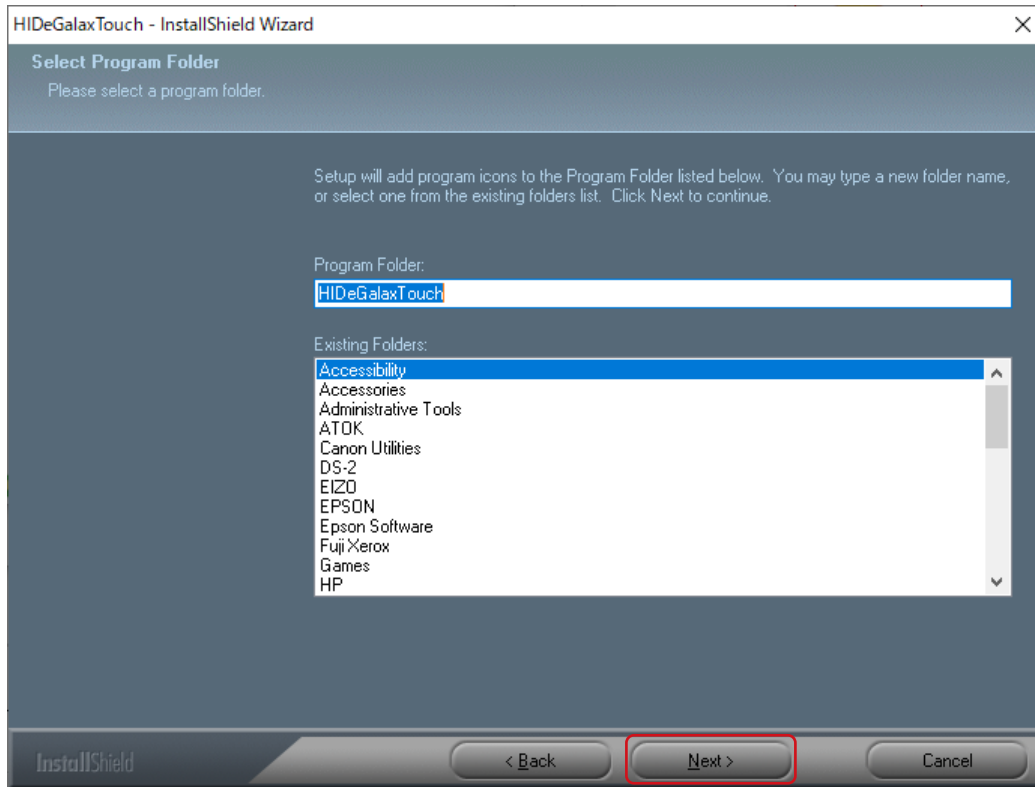 HIDeGalaxTouch - InstallShield Wizard
Select Program Folder
Please select a program folder.
Setup will add program icons to the Program Folder listed below. You may type a new folder name,
or select one from the existing folders list. Click Next to continue.
Program Folder:
HIDeGalaxTouch
Existing Folders:
Accessibility
Accessories
Administrative Tools
ATOK
Canon Utilities
DS-2
EIZO
EPSON
Epson Software
Fuji Xerox
Games
HP
InstallShield
< Back
Next >
Cancel